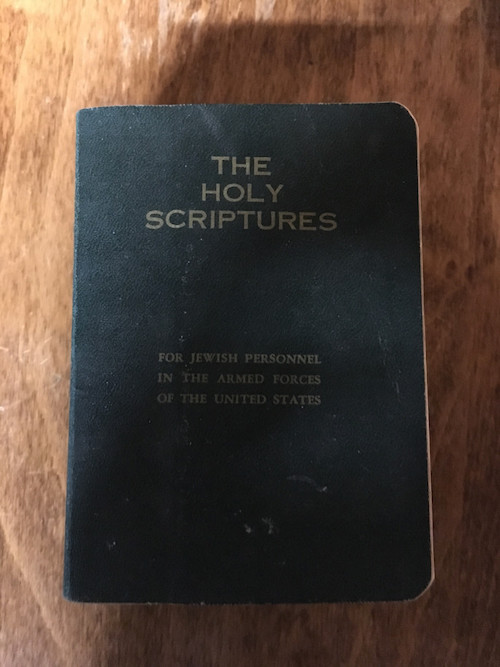 THE
HOLY
SCRIPTURES
FOR JEWISH PERSONNEL
IN THE ARMED FORCES
OF THE UNITED STATES